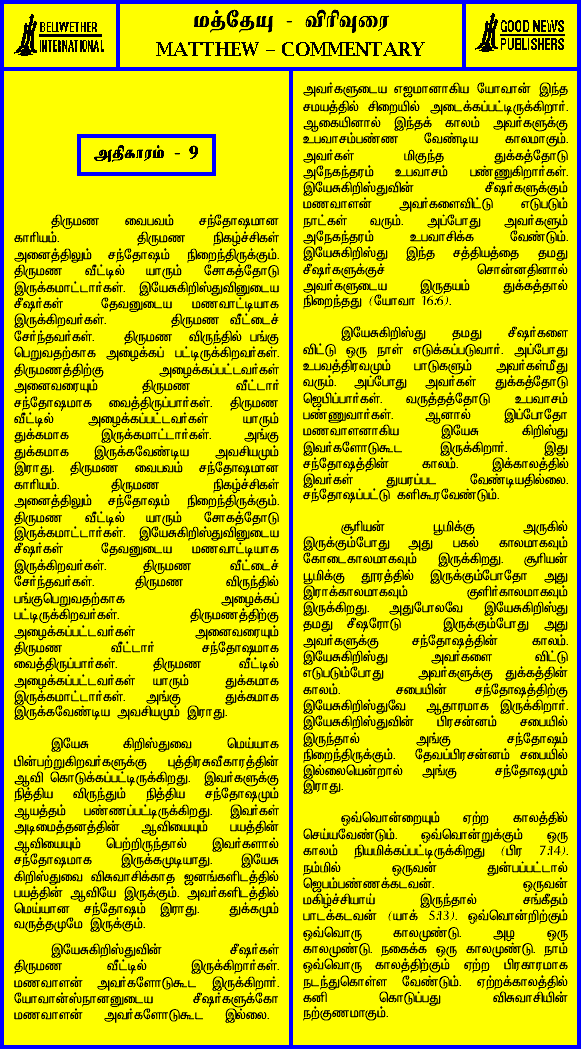 BELLWETHER
INTERNATIONAL
மத்தேயு - விரிவுரை
MATTHEW – COMMENTARY
GOOD NEWS
PUBLISHERS
அதிகாரம் - 9
திருமண வைபவம் சந்தோஷமான
காரியம். திருமண நிகழ்ச்சிகள்
அனைத்திலும் சந்தோஷம் நிறைந்திருக்கும்.
திருமண வீட்டில் யாரும் சோகத்தோடு
இருக்கமாட்டார்கள். இயேசுகிறிஸ்துவினுடைய
சீஷர்கள் தேவனுடைய மணவாட்டியாக
இருக்கிறவர்கள். திருமண வீட்டைச்
சேர்ந்தவர்கள். திருமண விருந்தில் பங்கு
பெறுவதற்காக அழைக்கப் பட்டிருக்கிறவர்கள்.
திருமணத்திற்கு அழைக்கப்பட்டவர்கள்
அனைவரையும் திருமண வீட்டார்
சந்தோஷமாக வைத்திருப்பார்கள். திருமண
வீட்டில் அழைக்கப்பட்டவர்கள் யாரும்
துக்கமாக இருக்கமாட்டார்கள். அங்கு
துக்கமாக இருக்கவேண்டிய அவசியமும்
இராது. திருமண வைபவம் சந்தோஷமான
காரியம். திருமண நிகழ்ச்சிகள்
அனைத்திலும் சந்தோஷம் நிறைந்திருக்கும்.
திருமண வீட்டில் யாரும் சோகத்தோடு
இருக்கமாட்டார்கள். இயேசுகிறிஸ்துவினுடைய
சீஷர்கள் தேவனுடைய மணவாட்டியாக
இருக்கிறவர்கள். திருமண வீட்டைச்
சேர்ந்தவர்கள். திருமண விருந்தில்
பங்குபெறுவதற்காக அழைக்கப்
பட்டிருக்கிறவர்கள். திருமணத்திற்கு
அழைக்கப்பட்டவர்கள் அனைவரையும்
திருமண வீட்டார் சந்தோஷமாக
வைத்திருப்பார்கள். திருமண வீட்டில்
அழைக்கப்பட்டவர்கள் யாரும் துக்கமாக
இருக்கமாட்டார்கள். அங்கு துக்கமாக
இருக்கவேண்டிய அவசியமும் இராது.
இயேசு கிறிஸ்துவை மெய்யாக
பின்பற்றுகிறவர்களுக்கு புத்திரசுவீகாரத்தின்
ஆவி கொடுக்கப்பட்டிருக்கிறது. இவர்களுக்கு
நித்திய விருந்தும் நித்திய சந்தோஷமும்
ஆயத்தம் பண்ணப்பட்டிருக்கிறது. இவர்கள்
அடிமைத்தனத்தின் ஆவியையும் பயத்தின்
ஆவியையும் பெற்றிருந்தால் இவர்களால்
சந்தோஷமாக இருக்கமுடியாது. இயேசு
கிறிஸ்துவை விசுவாசிக்காத ஜனங்களிடத்தில்
பயத்தின் ஆவியே இருக்கும். அவர்களிடத்தில்
மெய்யான சந்தோஷம் இராது. துக்கமும்
வருத்தமுமே இருக்கும்.
இயேசுகிறிஸ்துவின் சீஷர்கள்
திருமண வீட்டில் இருக்கிறார்கள்.
மணவாளன் அவர்களோடுகூட இருக்கிறார்.
யோவான்ஸ்நானனுடைய சீஷர்களுக்கோ
மணவாளன் அவர்களோடுகூட இல்லை.
அவர்களுடைய எஜமானாகிய யோவான் இந்த
சமயத்தில் சிறையில் அடைக்கப்பட்டிருக்கிறார்.
ஆகையினால் இந்தக் காலம் அவர்களுக்கு
உபவாசம்பண்ண வேண்டிய காலமாகும்.
அவர்கள் மிகுந்த துக்கத்தோடு
அநேகந்தரம் உபவாசம் பண்ணுகிறார்கள்.
இயேசுகிறிஸ்துவின் சீஷர்களுக்கும்
மணவாளன் அவர்களைவிட்டு எடுபடும்
நாட்கள் வரும். அப்போது அவர்களும்
அநேகந்தரம் உபவாசிக்க வேண்டும்.
இயேசுகிறிஸ்து இந்த சத்தியத்தை தமது
சீஷர்களுக்குச் சொன்னதினால்
அவர்களுடைய இருதயம் துக்கத்தால்
நிறைந்தது (யோவா 16:6).
இயேசுகிறிஸ்து தமது சீஷர்களை
விட்டு ஒரு நாள் எடுக்கப்படுவார். அப்போது
உபவத்திரவமும் பாடுகளும் அவர்கள்மீது
வரும். அப்போது அவர்கள் துக்கத்தோடு
ஜெபிப்பார்கள். வருத்தத்தோடு உபவாசம்
பண்ணுவார்கள். ஆனால் இப்போதோ
மணவாளனாகிய இயேசு கிறிஸ்து
இவர்களோடுகூட இருக்கிறார். இது
சந்தோஷத்தின் காலம். இக்காலத்தில்
இவர்கள் துயரப்பட வேண்டியதில்லை.
சந்தோஷப்பட்டு களிகூரவேண்டும்.
சூரியன் பூமிக்கு அருகில்
இருக்கும்போது அது பகல் காலமாகவும்
கோடைகாலமாகவும் இருக்கிறது. சூரியன்
பூமிக்கு தூரத்தில் இருக்கும்போதோ அது
இராக்காலமாகவும் குளிர்காலமாகவும்
இருக்கிறது. அதுபோலவே இயேசுகிறிஸ்து
தமது சீஷரோடு இருக்கும்போது அது
அவர்களுக்கு சந்தோஷத்தின் காலம்.
இயேசுகிறிஸ்து அவர்களை விட்டு
எடுபடும்போது அவர்களுக்கு துக்கத்தின்
காலம். சபையின் சந்தோஷத்திற்கு
இயேசுகிறிஸ்துவே ஆதாரமாக இருக்கிறார்.
இயேசுகிறிஸ்துவின் பிரசன்னம் சபையில்
இருந்தால் அங்கு சந்தோஷம்
நிறைந்திருக்கும். தேவப்பிரசன்னம் சபையில்
இல்லையென்றால் அங்கு சந்தோஷமும்
இராது.
ஒவ்வொன்றையும் ஏற்ற காலத்தில்
செய்யவேண்டும். ஒவ்வொன்றுக்கும் ஒரு
காலம் நியமிக்கப்பட்டிருக்கிறது (பிர 7:14).
நம்மில் ஒருவன் துன்பப்பட்டால்
ஜெபம்பண்ணக்கடவன். ஒருவன்
மகிழ்ச்சியாய் இருந்தால் சங்கீதம்
பாடக்கடவன் (யாக் 5:13). ஒவ்வொன்றிற்கும்
ஒவ்வொரு காலமுண்டு. அழ ஒரு
காலமுண்டு. நகைக்க ஒரு காலமுண்டு. நாம்
ஒவ்வொரு காலத்திற்கும் ஏற்ற பிரகாரமாக
நடந்துகொள்ள வேண்டும். ஏற்றக்காலத்தில்
கனி கொடுப்பது விசுவாசியின்
நற்குணமாகும்.